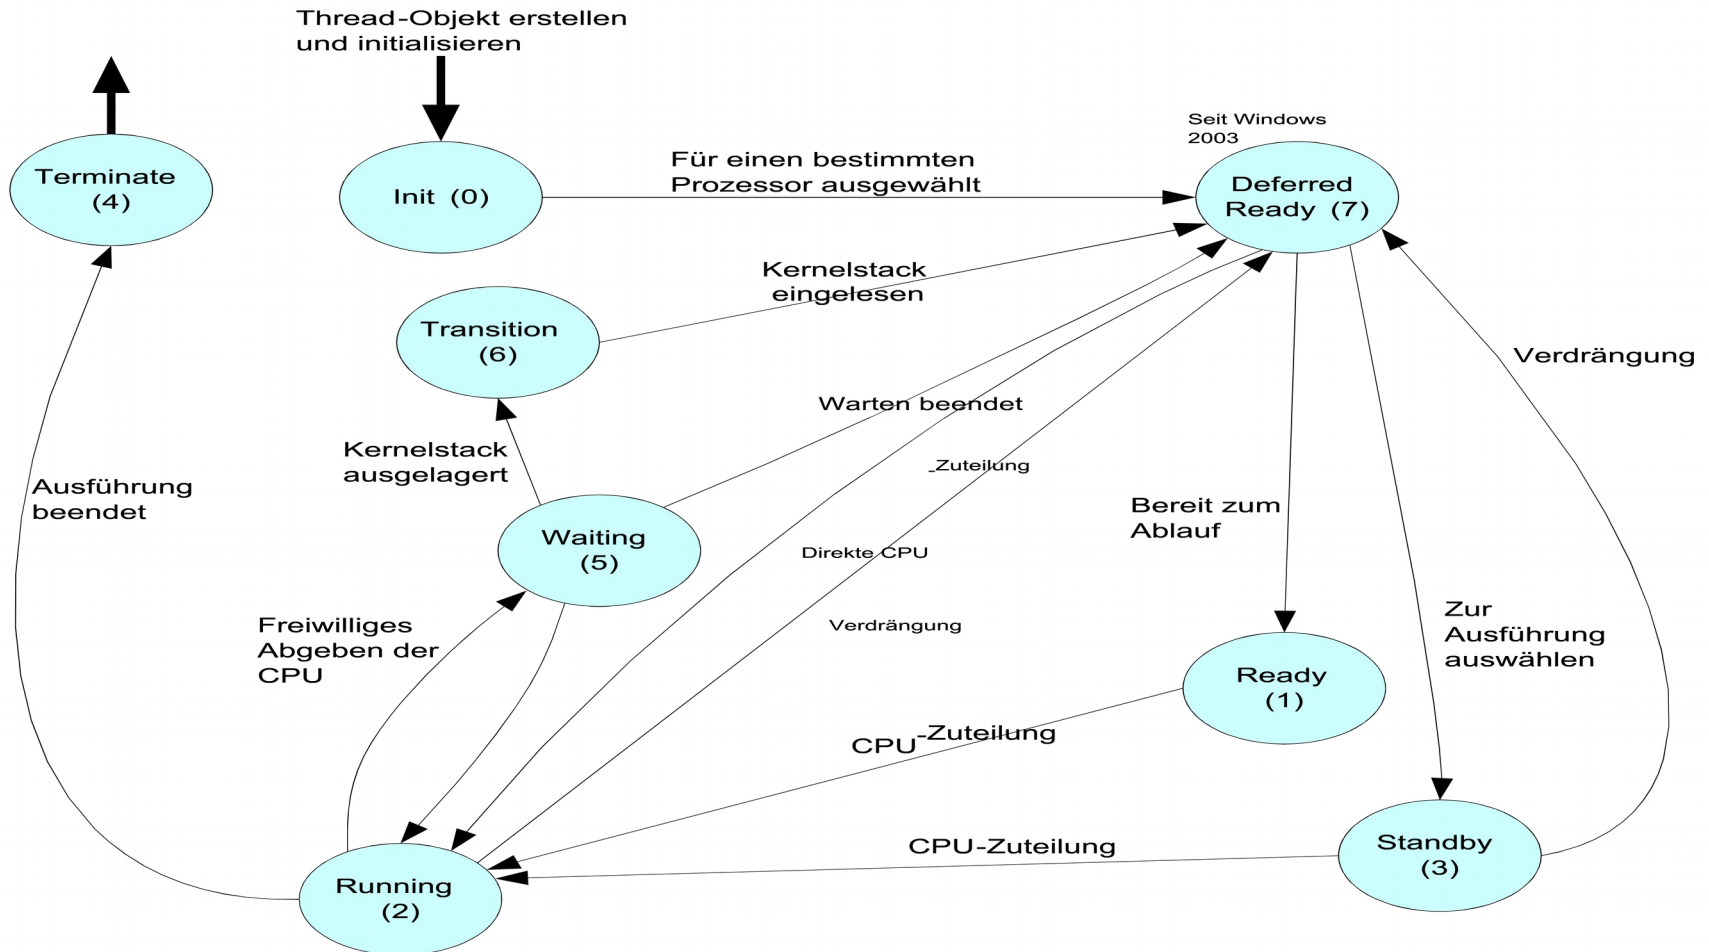 Thread-Objekt erstellen
und initialisieren
Seit Windows
2003
Terminate
(4)
Init (0)
Für einen bestimmten
Prozessor ausgewählt
Deferred
Ready (7)
Kernelstack
eingelesen
Transition
(6)
Verdrängung
Warten beendet
Kernelstack
ausgelagert
-Zuteilung
Ausführung
beendet
Bereit zum
Ablauf
Waiting
(5)
Direkte CPU
Freiwilliges
Abgeben der
CPU
Verdrängung
Zur
Ausführung
auswählen
Ready
(1)
CPU-Zuteilung
CPU-Zuteilung
Standby
(3)
Running
(2)